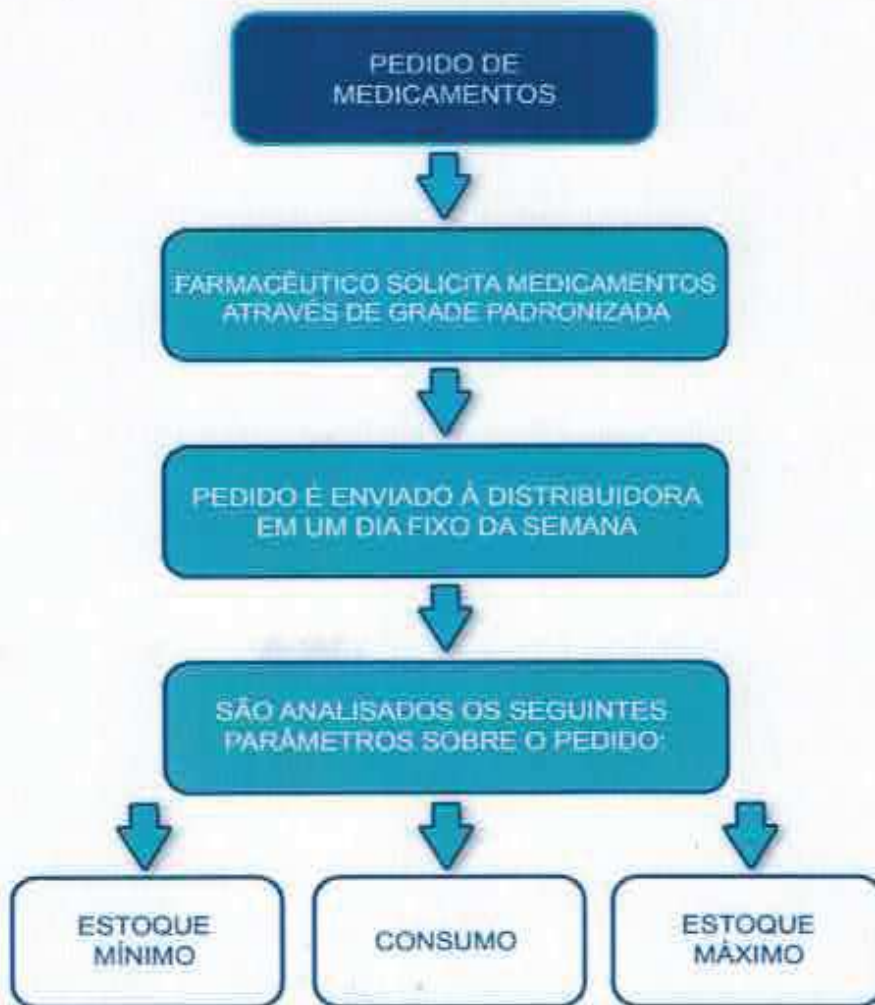 PEDIDO DE
MEDICAMENTOS
FARMACÊUTICO SOLICITA MEDICAMENTOS
ATRAVÉS DE GRADE PADRONIZADA
PEDIDO É ENVIADO À DISTRIBUIDORA
EM UM DIA FIXO DA SEMANA
SÃO ANALISADOS OS SEGUINTES
PARÂMETROS SOBRE O PEDIDO:
ESTOQUE
MÍNIMO
CONSUMO
ESTOQUE
MÁXIMO